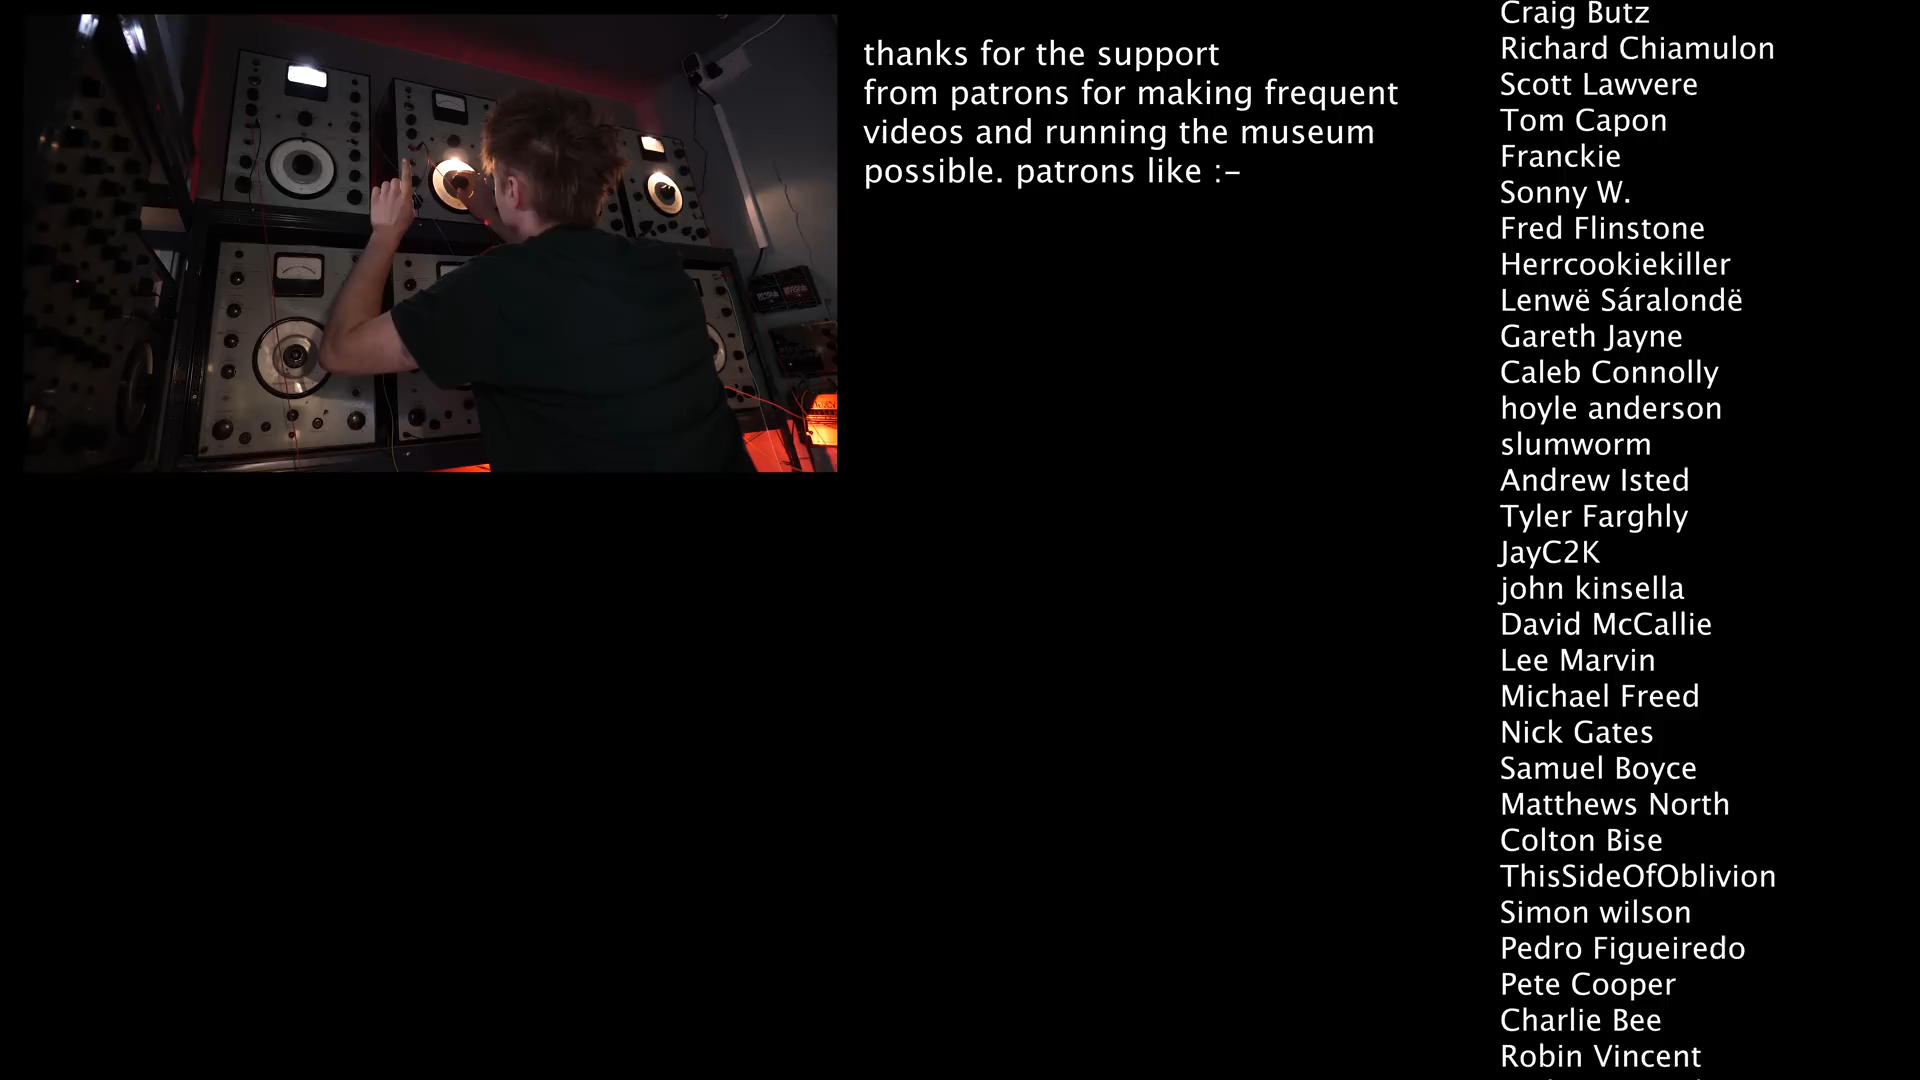 thanks for the support
from patrons for making frequent
videos and running the museum
possible. patrons like :-
Craig Butz
Richard Chiamulon
Scott Lawvere
Tom Capon
Franckie
Sonny W.
Fred Flinstone
Herrcookiekiller
Lenwë Sáralondë
Gareth Jayne
Caleb Connolly
hoyle anderson
slumworm
Andrew Isted
Tyler Farghly
JayC2K
john kinsella
David McCallie
Lee Marvin
Michael Freed
Nick Gates
Samuel Boyce
Matthews North
Colton Bise
ThisSideOfOblivion
Simon wilson
Pedro Figueiredo
Pete Cooper
Charlie Bee
Robin Vincent